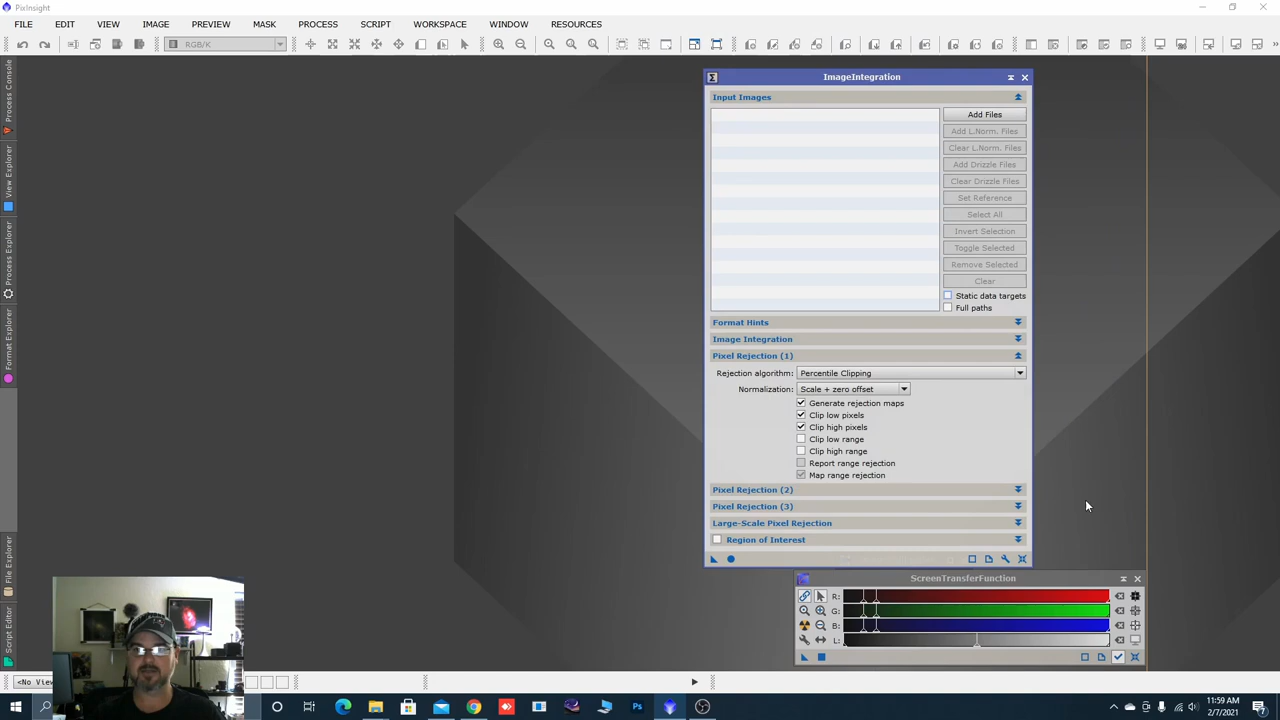 PixInsight
FILE EDIT VIEW IMAGE PREVIEW MASK PROCESS SCRIPT WORKSPACE WINDOW RESOURCES
RGB/K
Process Console
View Explorer
Process Explorer
Format Explorer
File Explorer
Script Editor
ImageIntegration
Input Images
Add Files
Add L.Norm. Files
Clear L.Norm. Files
Add Drizzle Files
Clear Drizzle Files
Set Reference
Select All
Invert Selection
Toggle Selected
Remove Selected
Clear
Static data targets
Full paths
Format Hints
Image Integration
Pixel Rejection (1)
Rejection algorithm: Percentile Clipping
Normalization: Scale + zero offset
Generate rejection maps
Clip low pixels
Clip high pixels
Clip low range
Clip high range
Report range rejection
Map range rejection
Pixel Rejection (2)
Pixel Rejection (3)
Large-Scale Pixel Rejection
Region of Interest
ScreenTransferFunction
R:
G:
B:
L:
<No View
Ps
11:59 AM
2/7/2021